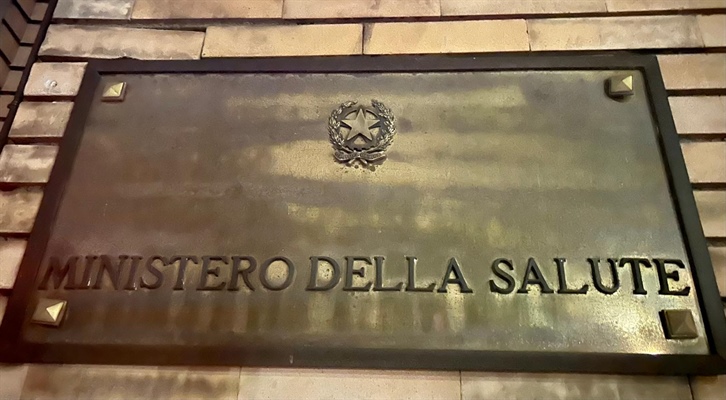 MINISTERO DELLA SALUTE